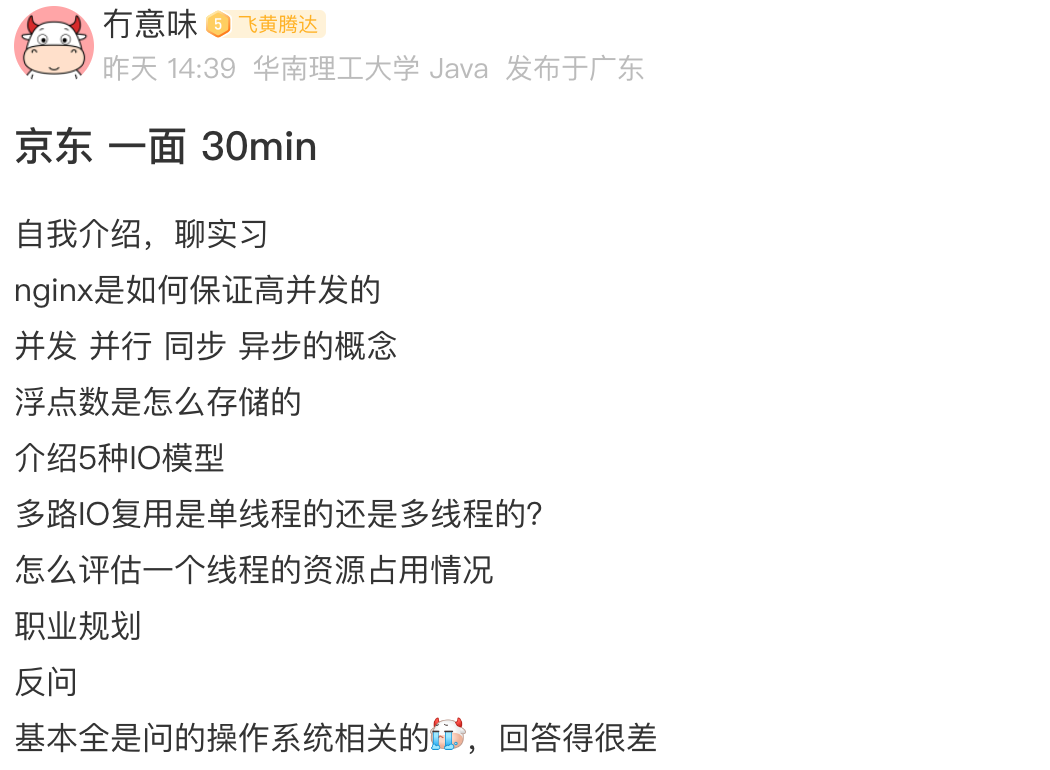 冇意味 5 飞黄腾达
昨天 14:39 华南理工大学 Java 发布于广东
京东 一面 30min
自我介绍，聊实习
nginx是如何保证高并发的
并发 并行 同步 异步的概念
浮点数是怎么存储的
介绍5种IO模型
多路IO复用是单线程的还是多线程的？
怎么评估一个线程的资源占用情况
职业规划
反问
基本全是问的操作系统相关的，回答得很差